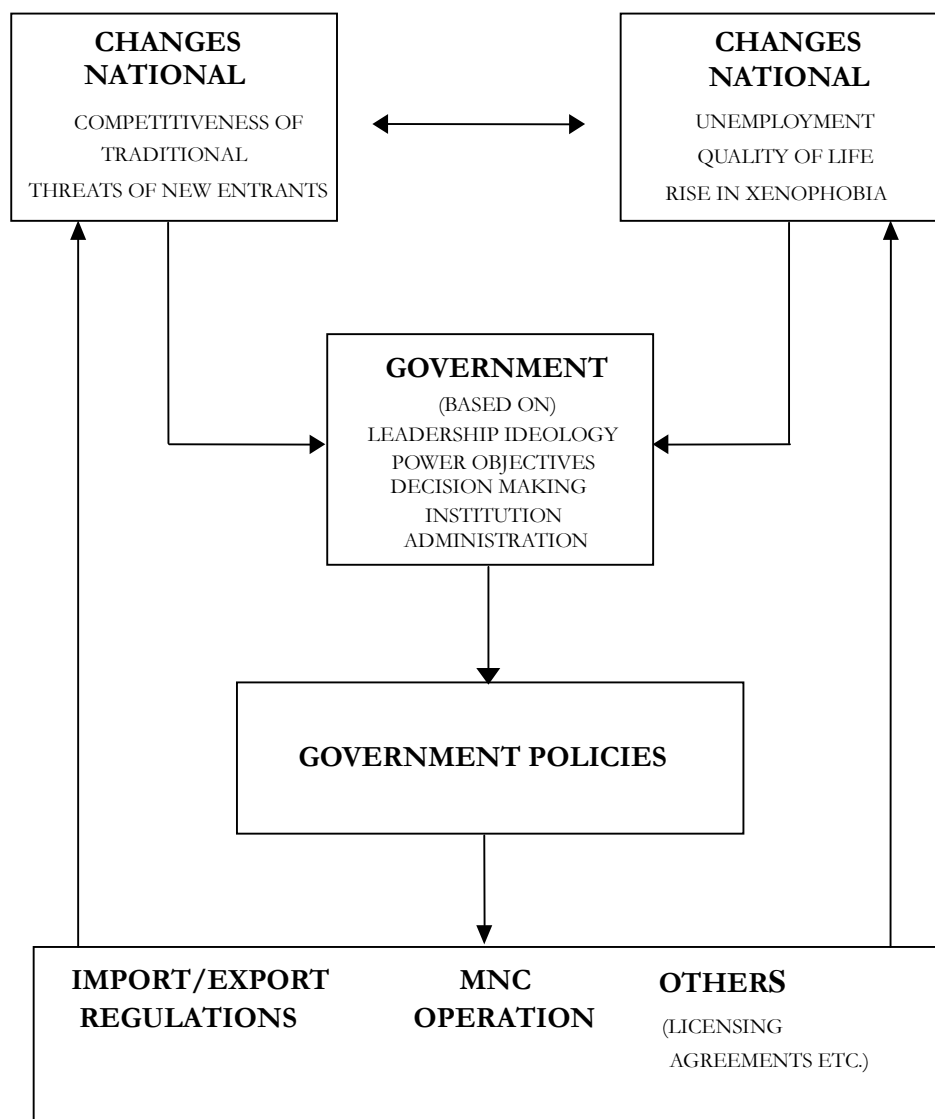 CHANGES
NATIONAL
COMPETITIVENESS OF
TRADITIONAL
THREATS OF NEW ENTRANTS
CHANGES
NATIONAL
UNEMPLOYMENT
QUALITY OF LIFE
RISE IN XENOPHOBIA
GOVERNMENT
(BASED ON)
LEADERSHIP IDEOLOGY
POWER OBJECTIVES
DECISION MAKING
INSTITUTION
ADMINISTRATION
GOVERNMENT POLICIES
IMPORT/EXPORT
REGULATIONS
MNC
OPERATION
OTHERS
(LICENSING
AGREEMENTS ETC.)